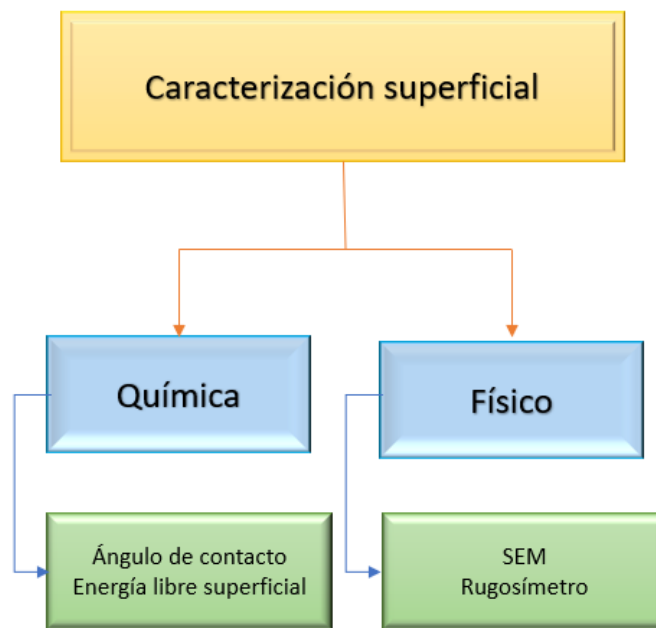 Caracterización superficial
Química
Físico
Ángulo de contacto
Energía libre superficial
SEM
Rugosímetro